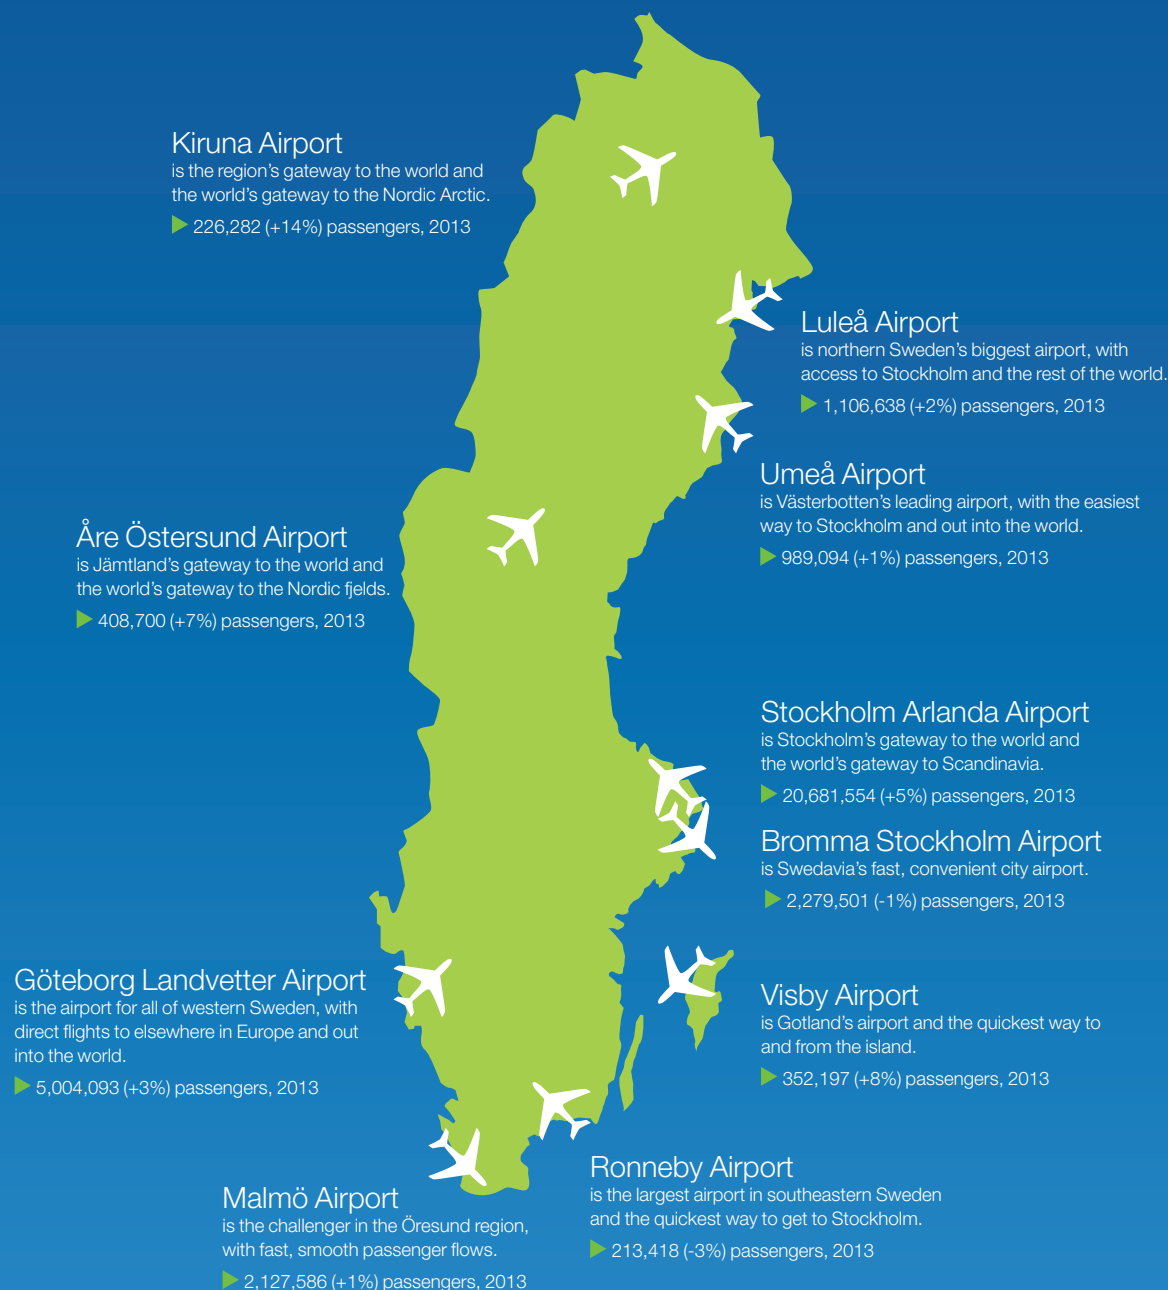 Kiruna Airport
is the region's gateway to the world and
the world's gateway to the Nordic Arctic.
226,282 (+14%) passengers, 2013
Luleå Airport
is northern Sweden's biggest airport, with
access to Stockholm and the rest of the world.
1,106,638 (+2%) passengers, 2013
Umeå Airport
is Västerbotten's leading airport, with the easiest
way to Stockholm and out into the world.
989,094 (+1%) passengers, 2013
Åre Östersund Airport
is Jämtland's gateway to the world and
the world's gateway to the Nordic fjelds.
408,700 (+7%) passengers, 2013
Stockholm Arlanda Airport
is Stockholm's gateway to the world and
the world's gateway to Scandinavia.
20,681,554 (+5%) passengers, 2013
Bromma Stockholm Airport
is Swedavia's fast, convenient city airport.
2,279,501 (-1%) passengers, 2013
Göteborg Landvetter Airport
is the airport for all of western Sweden, with
direct flights to elsewhere in Europe and out
into the world.
5,004,093 (+3%) passengers, 2013
Visby Airport
is Gotland's airport and the quickest way to
and from the island.
352,197 (+8%) passengers, 2013
Ronneby Airport
is the largest airport in southeastern Sweden
and the quickest way to get to Stockholm.
213,418 (-3%) passengers, 2013
Malmö Airport
is the challenger in the Öresund region,
with fast, smooth passenger flows.
2,127,586 (+1%) passengers, 2013